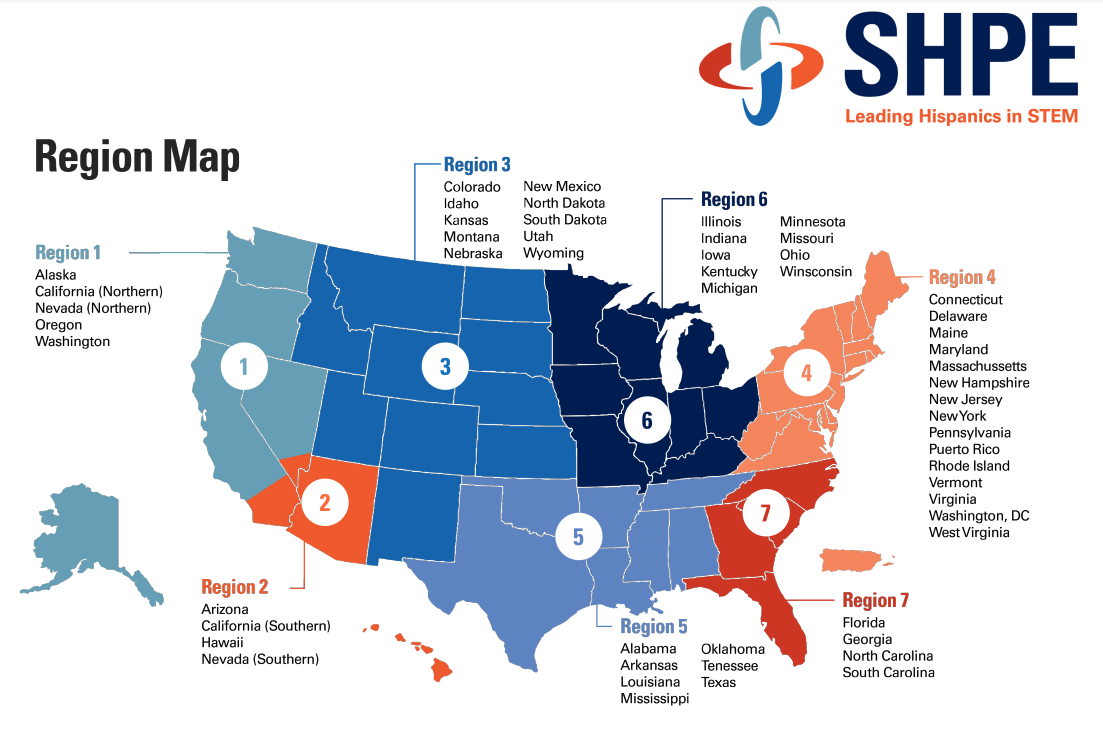 SHPE
Leading Hispanics in STEM
Region Map
Region 1
Alaska
California (Northern)
Nevada (Northern)
Oregon
Washington
Region 3
Colorado New Mexico
Idaho North Dakota
Kansas South Dakota
Montana Utah
Nebraska Wyoming
Region 6
Illinois Minnesota
Indiana Missouri
Iowa Ohio
Kentucky Winsconsin
Michigan
Region 4
Connecticut
Delaware
Maine
Maryland
Massachussetts
New Hampshire
New Jersey
New York
Pennsylvania
Puerto Rico
Rhode Island
Vermont
Virginia
Washington, DC
West Virginia
1
3
4
6
2
7
5
Region 2
Arizona
California (Southern)
Hawaii
Nevada (Southern)
Region 5
Alabama Oklahoma
Arkansas Tenessee
Louisiana Texas
Mississippi
Region 7
Florida
Georgia
North Carolina
South Carolina